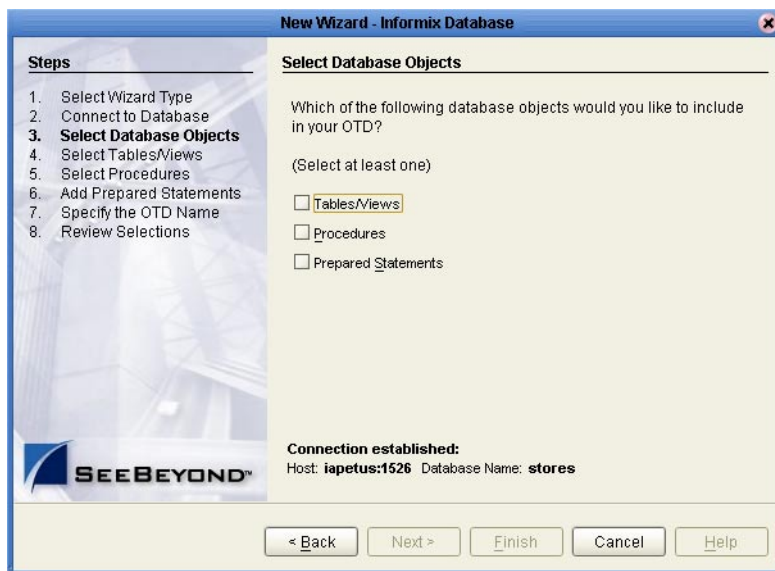 New Wizard - Informix Database
Steps
1. Select Wizard Type
2. Connect to Database
3. Select Database Objects
4. Select Tables/Views
5. Select Procedures
6. Add Prepared Statements
7. Specify the OTD Name
8. Review Selections
Select Database Objects
Which of the following database objects would you like to include
in your OTD?
(Select at least one)
Tables/Views
Procedures
Prepared Statements
Connection established:
Host: iapetus:1526 Database Name: stores
SEEBEYOND™
< Back Next > Finish Cancel Help